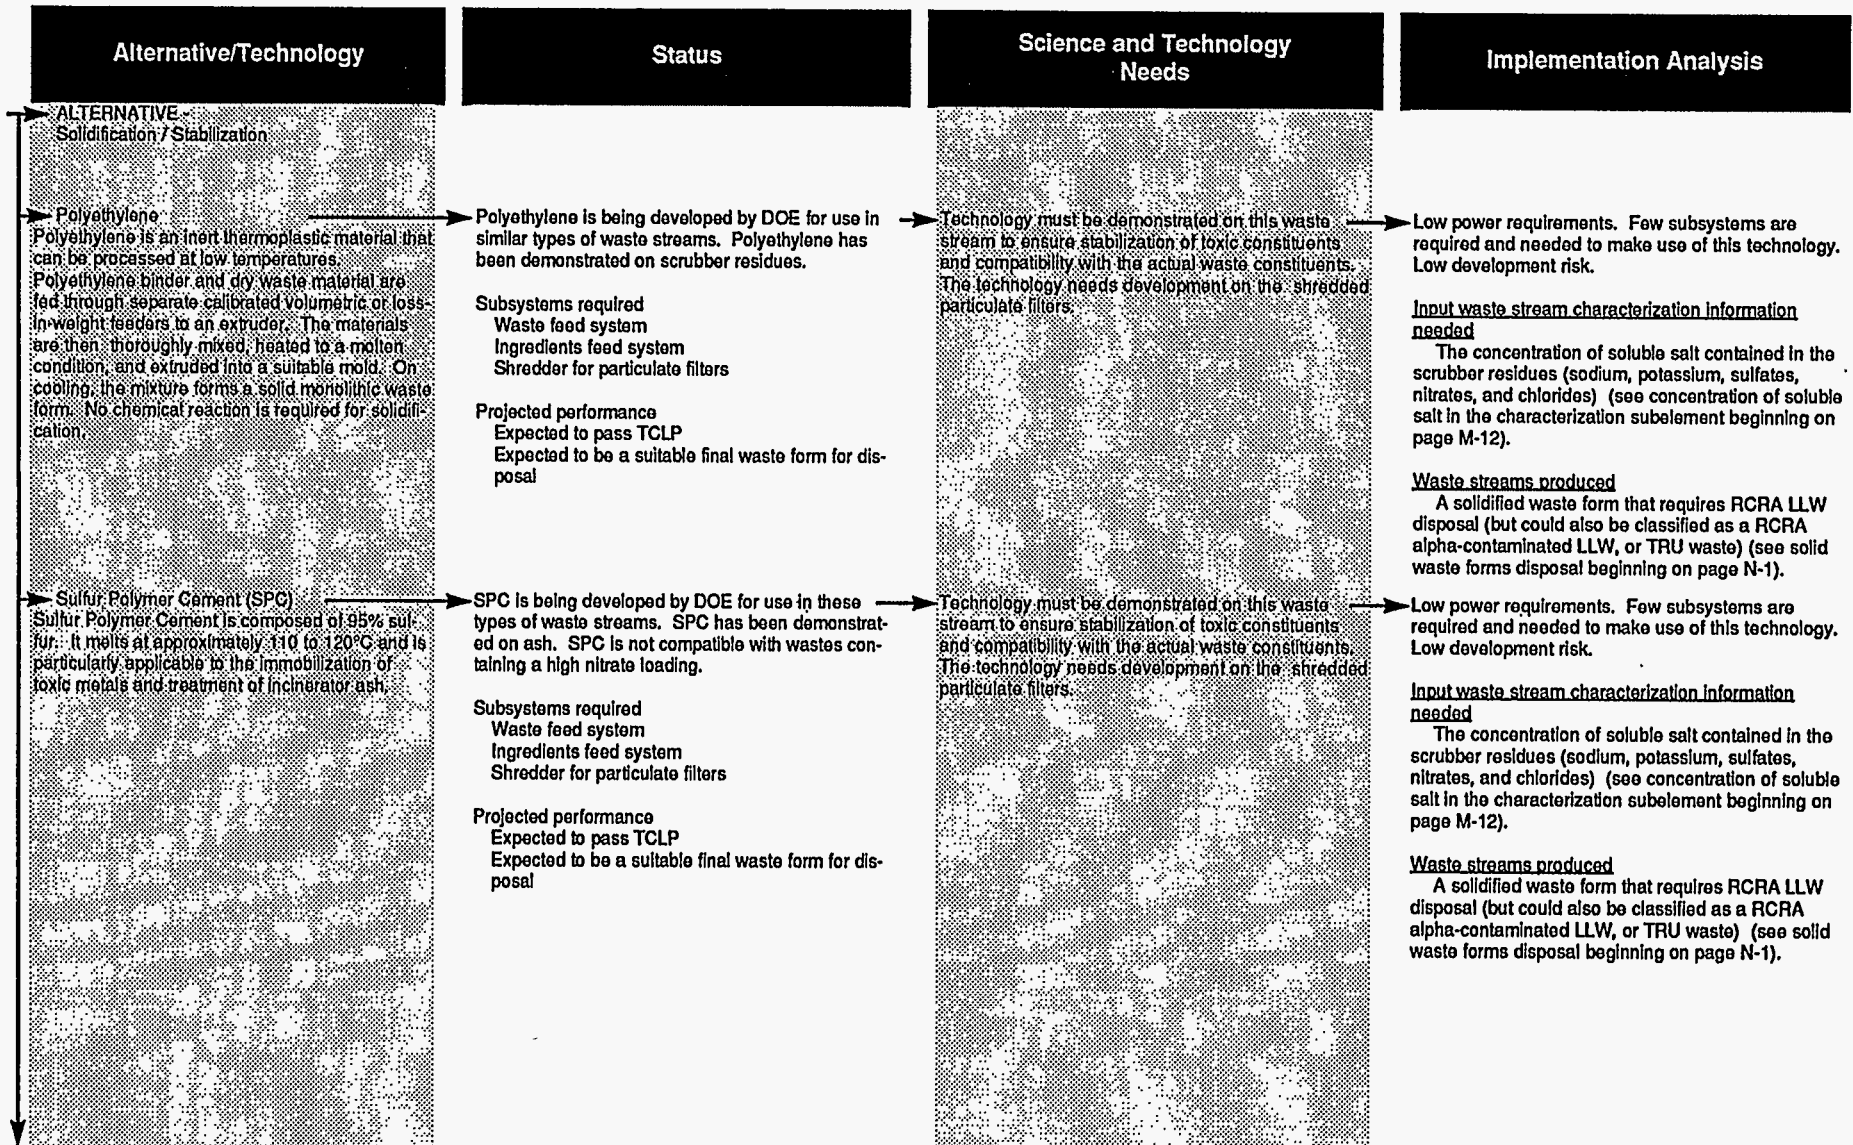 Alternative/Technology
Status
Science and Technology
Needs
Implementation Analysis
ALTERNATIVE -
Solidification / Stabilization
Polyethylene
Polyethylene is an inert thermoplastic material that
can be processed at low temperatures.
Polyethylene binder and dry waste material are
fed through separate calibrated volumetric or loss-
in-weight feeders to an extruder. The materials
are then thoroughly mixed, heated to a molten
condition, and extruded into a suitable mold. On
cooling, the mixture forms a solid monolithic waste
form. No chemical reaction is required for solidifi-
cation.
Polyethylene is being developed by DOE for use in
similar types of waste streams. Polyethylene has
been demonstrated on scrubber residues.
Subsystems required
Waste feed system
Ingredients feed system
Shredder for particulate filters
Projected performance
Expected to pass TCLP
Expected to be a suitable final waste form for dis-
posal
Technology must be demonstrated on this waste
stream to ensure stabilization of toxic constituents
and compatibility with the actual waste constituents.
The technology needs development on the shredded
particulate filters.
Low power requirements. Few subsystems are
required and needed to make use of this technology.
Low development risk.
Input waste stream characterization information
needed
The concentration of soluble salt contained in the
scrubber residues (sodium, potassium, sulfates,
nitrates, and chlorides) (see concentration of soluble
salt in the characterization subelement beginning on
page M-12).
Waste streams produced
A solidified waste form that requires RCRA LLW
disposal (but could also be classified as a RCRA
alpha-contaminated LLW, or TRU waste) (see solid
waste forms disposal beginning on page N-1).
Sulfur Polymer Cement (SPC)
Sulfur Polymer Cement is composed of 95% sul-
fur. It melts at approximately 110 to 120°C and is
particularly applicable to the immobilization of
toxic metals and treatment of incinerator ash.
SPC is being developed by DOE for use in these
types of waste streams. SPC has been demonstrat-
ed on ash. SPC is not compatible with wastes con-
taining a high nitrate loading.
Subsystems required
Waste feed system
Ingredients feed system
Shredder for particulate filters
Projected performance
Expected to pass TCLP
Expected to be a suitable final waste form for dis-
posal
Technology must be demonstrated on this waste
stream to ensure stabilization of toxic constituents
and compatibility with the actual waste constituents.
The technology needs development on the shredded
particulate filters.
Low power requirements. Few subsystems are
required and needed to make use of this technology.
Low development risk.
Input waste stream characterization information
needed
The concentration of soluble salt contained in the
scrubber residues (sodium, potassium, sulfates,
nitrates, and chlorides) (see concentration of soluble
salt in the characterization subelement beginning on
page M-12).
Waste streams produced
A solidified waste form that requires RCRA LLW
disposal (but could also be classified as a RCRA
alpha-contaminated LLW, or TRU waste) (see solid
waste forms disposal beginning on page N-1).